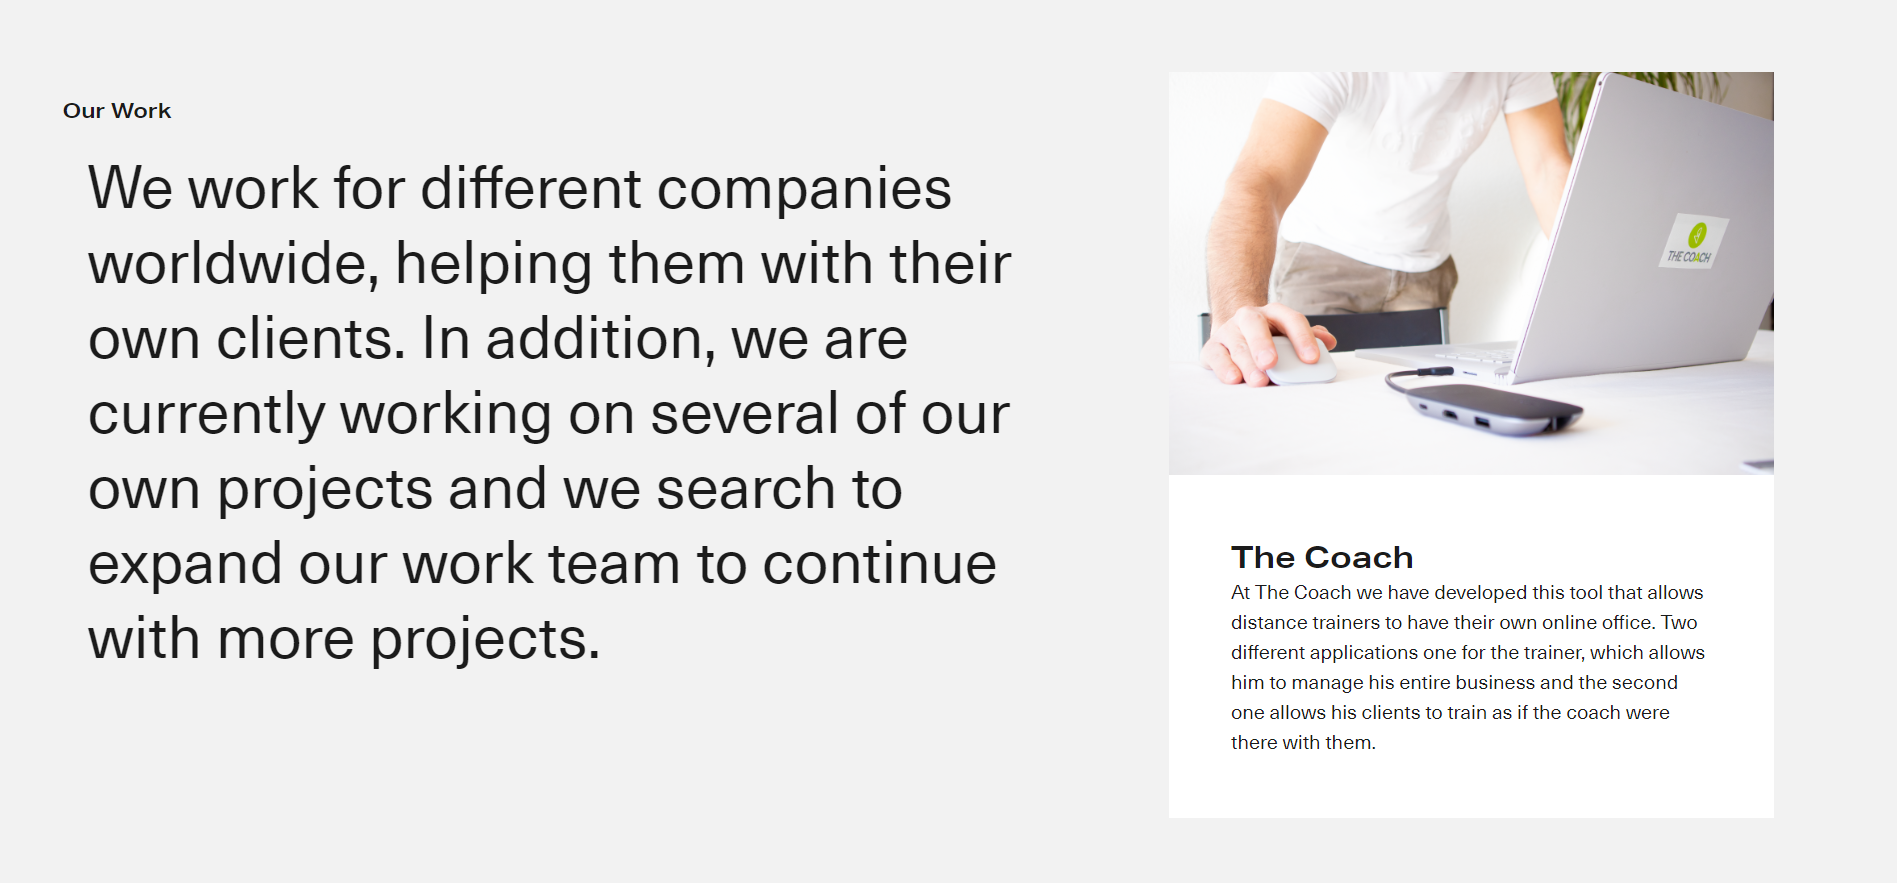 Our Work
We work for different companies
worldwide, helping them with their
own clients. In addition, we are
currently working on several of our
own projects and we search to
expand our work team to continue
with more projects.
THE COACH
The Coach
At The Coach we have developed this tool that allows
distance trainers to have their own online office. Two
different applications one for the trainer, which allows
him to manage his entire business and the second
one allows his clients to train as if the coach were
there with them.